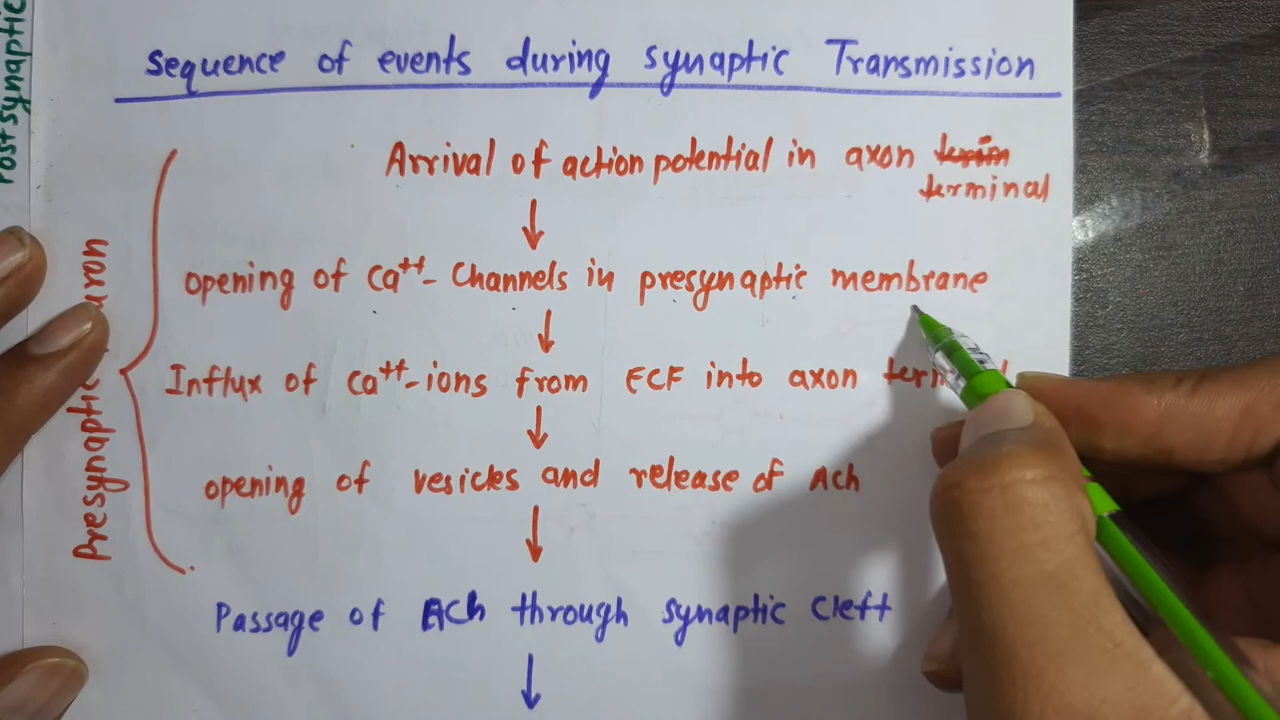 sequence of events during synaptic Transmission
Arrival of action potential in axon
terminal
opening of Ca++- Channels in presynaptic membrane
Influx of Ca++-ions from ECF into axon
opening of vesicles and release of Ach
Passage of ACh through synaptic cleft
Presynaptic
Postsynaptic